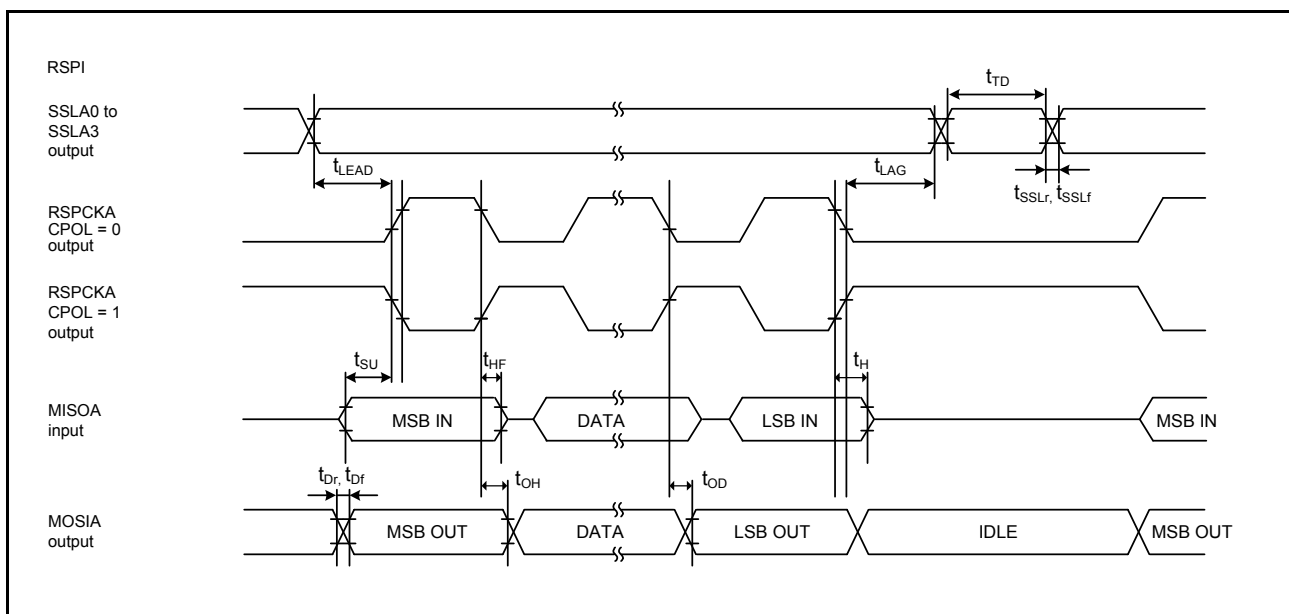 RSPI
SSLA0 to
SSLA3
output
tTD
tLEAD
tLAG
tSSLr, tSSLf
RSPCKA
CPOL = 0
output
RSPCKA
CPOL = 1
output
tSU
tHF
tH
MISOA
input
MSB IN
DATA
LSB IN
MSB IN
tDr, tDf
tOH
tOD
MOSIA
output
MSB OUT
DATA
LSB OUT
IDLE
MSB OUT